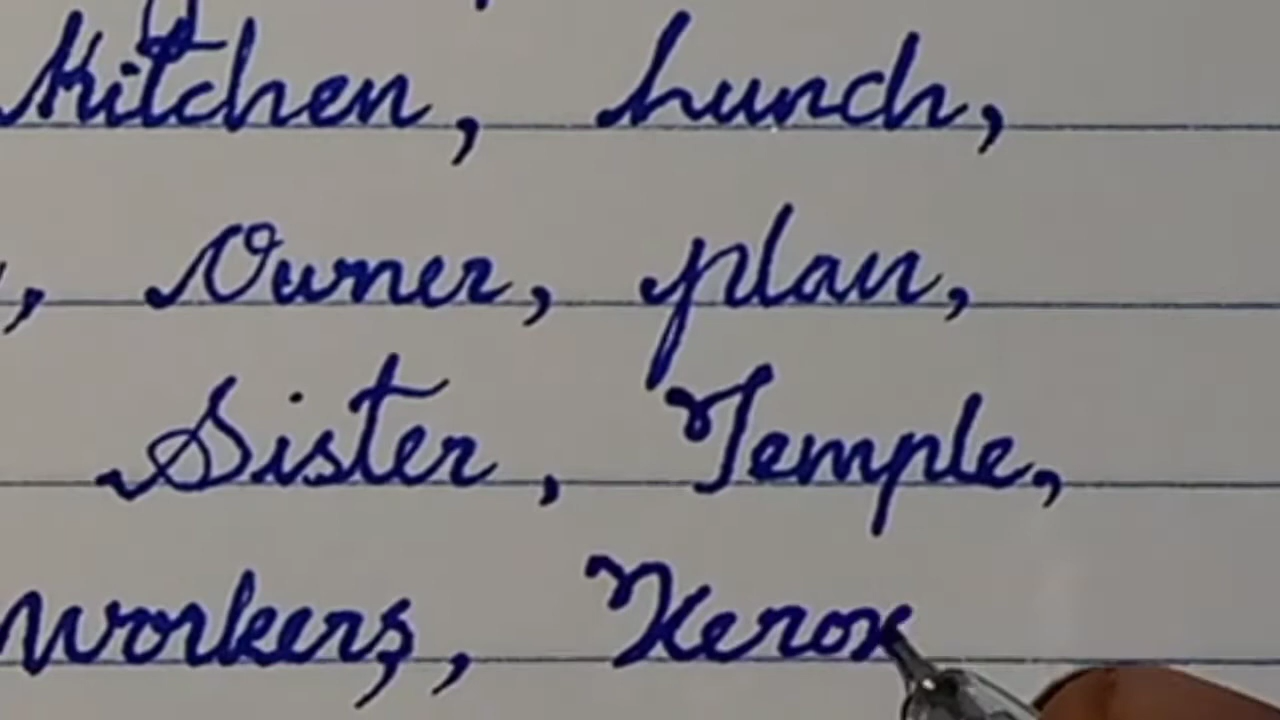 Kitchen, Lunch,
, Owner, plan,
Sister, Temple,
Workers, Xerox